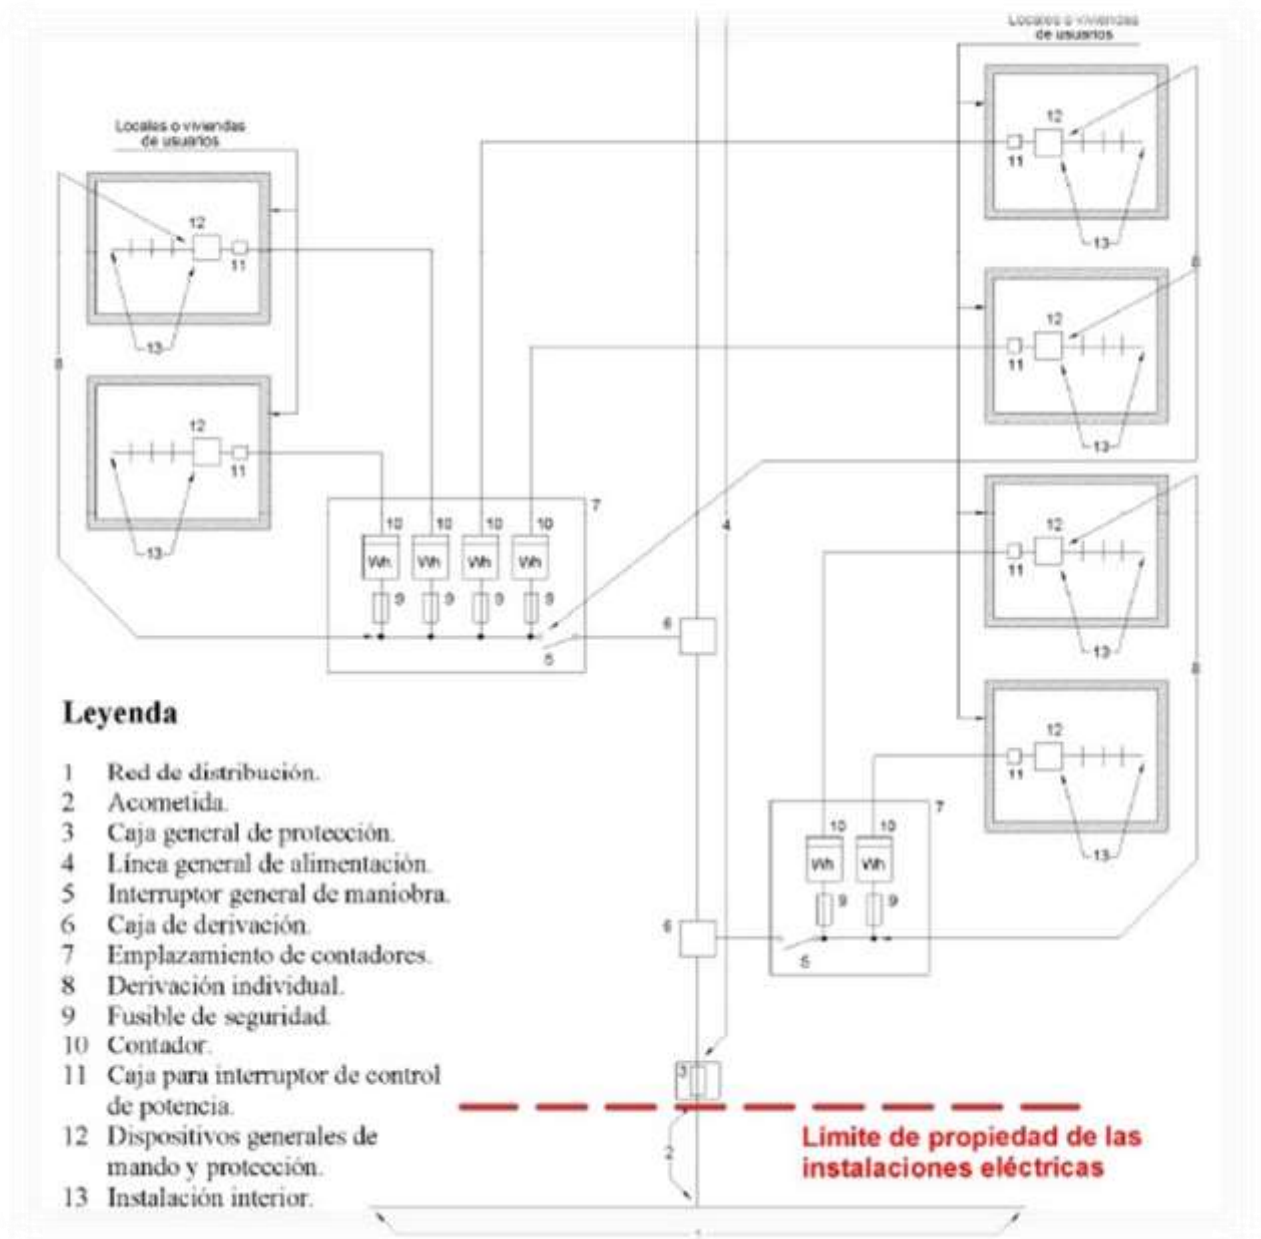 Locales o viviendas
de usuarios
Locales o viviendas
de usuarios
12
11
13
8
12
11
13
12
11
13
8
12
11
13
12
11
13
8
12
11
13
7
10 10 10 10
Wh Wh Wh Wh
9 9 9 9
5
6
4
7
10 10
Wh Wh
9 9
5
6
3
2
1
Leyenda
1 Red de distribución.
2 Acometida.
3 Caja general de protección.
4 Línea general de alimentación.
5 Interruptor general de maniobra.
6 Caja de derivación.
7 Emplazamiento de contadores.
8 Derivación individual.
9 Fusible de seguridad.
10 Contador.
11 Caja para interruptor de control
de potencia.
12 Dispositivos generales de
mando y protección.
13 Instalación interior.
Límite de propiedad de las
instalaciones eléctricas